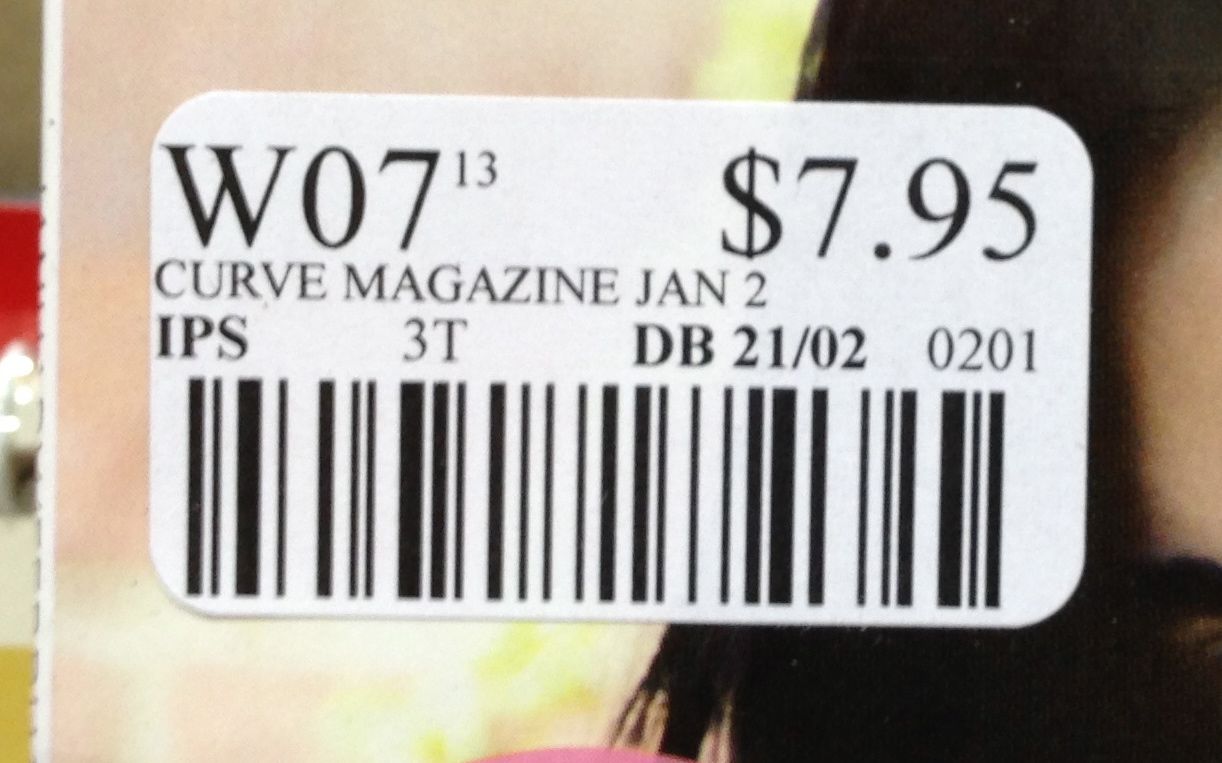 W07 13 $7.95
CURVE MAGAZINE JAN 2
IPS 3T DB 21/02 0201